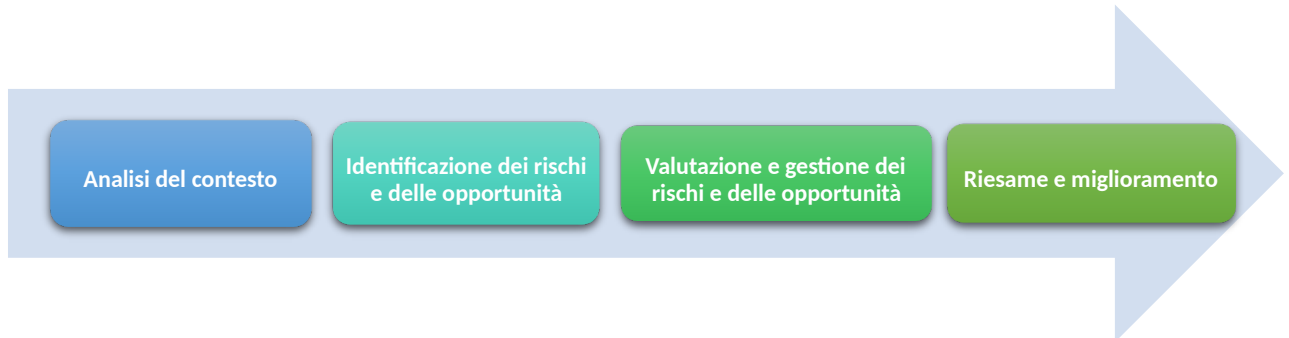 Analisi del contesto
Identificazione dei rischi
e delle opportunità
Valutazione e gestione dei
rischi e delle opportunità
Riesame e miglioramento